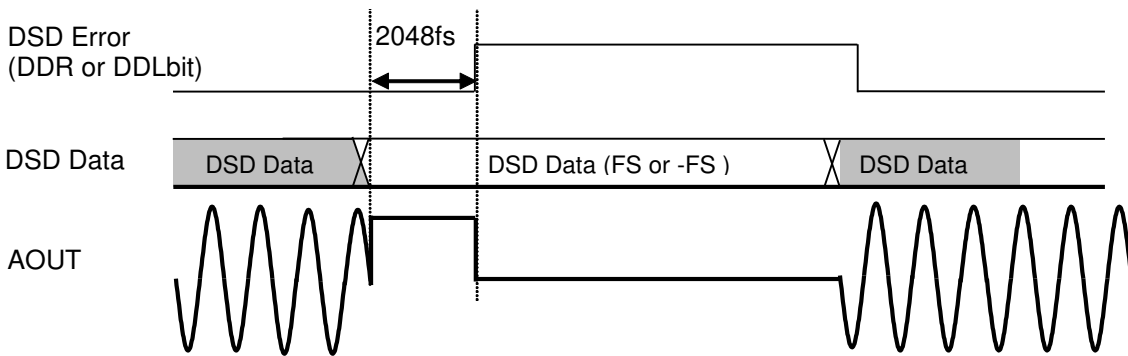 DSD Error
(DDR or DDLbit)
2048fs
DSD Data
DSD Data
DSD Data (FS or -FS )
DSD Data
AOUT